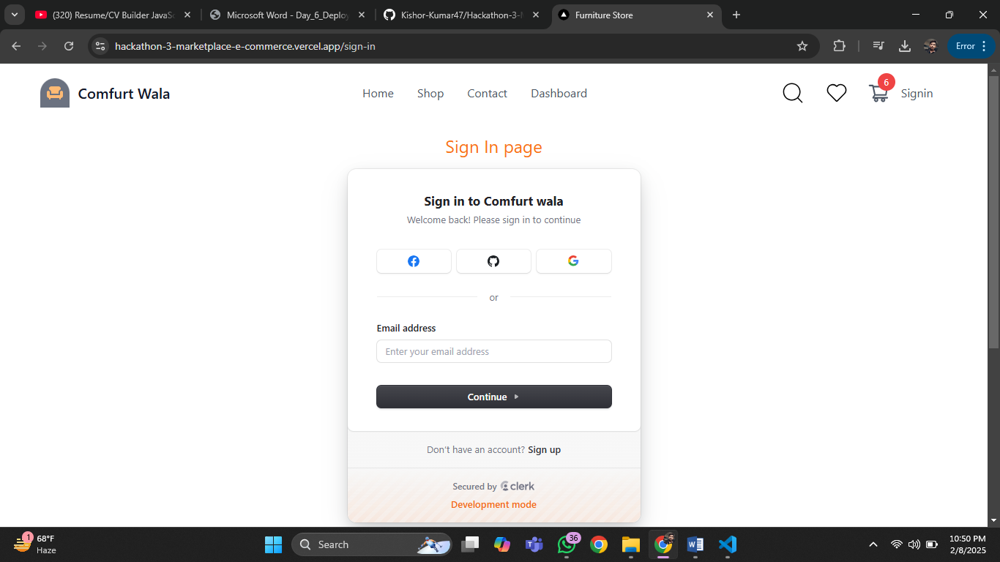 (320) Resume/CV Builder JavaSc
Microsoft Word - Day_6_Deploy
Kishor-Kumar47/Hackathon-3-M
Furniture Store
hackathon-3-marketplace-e-commerce.vercel.app/sign-in
Error
Comfurt Wala
Home
Shop
Contact
Dashboard
6
Signin
Sign In page
Sign in to Comfurt wala
Welcome back! Please sign in to continue
or
Email address
Enter your email address
Continue
Don't have an account? Sign up
Secured by clerk
Development mode
1
68°F
Haze
Search
36
10:50 PM
2/8/2025